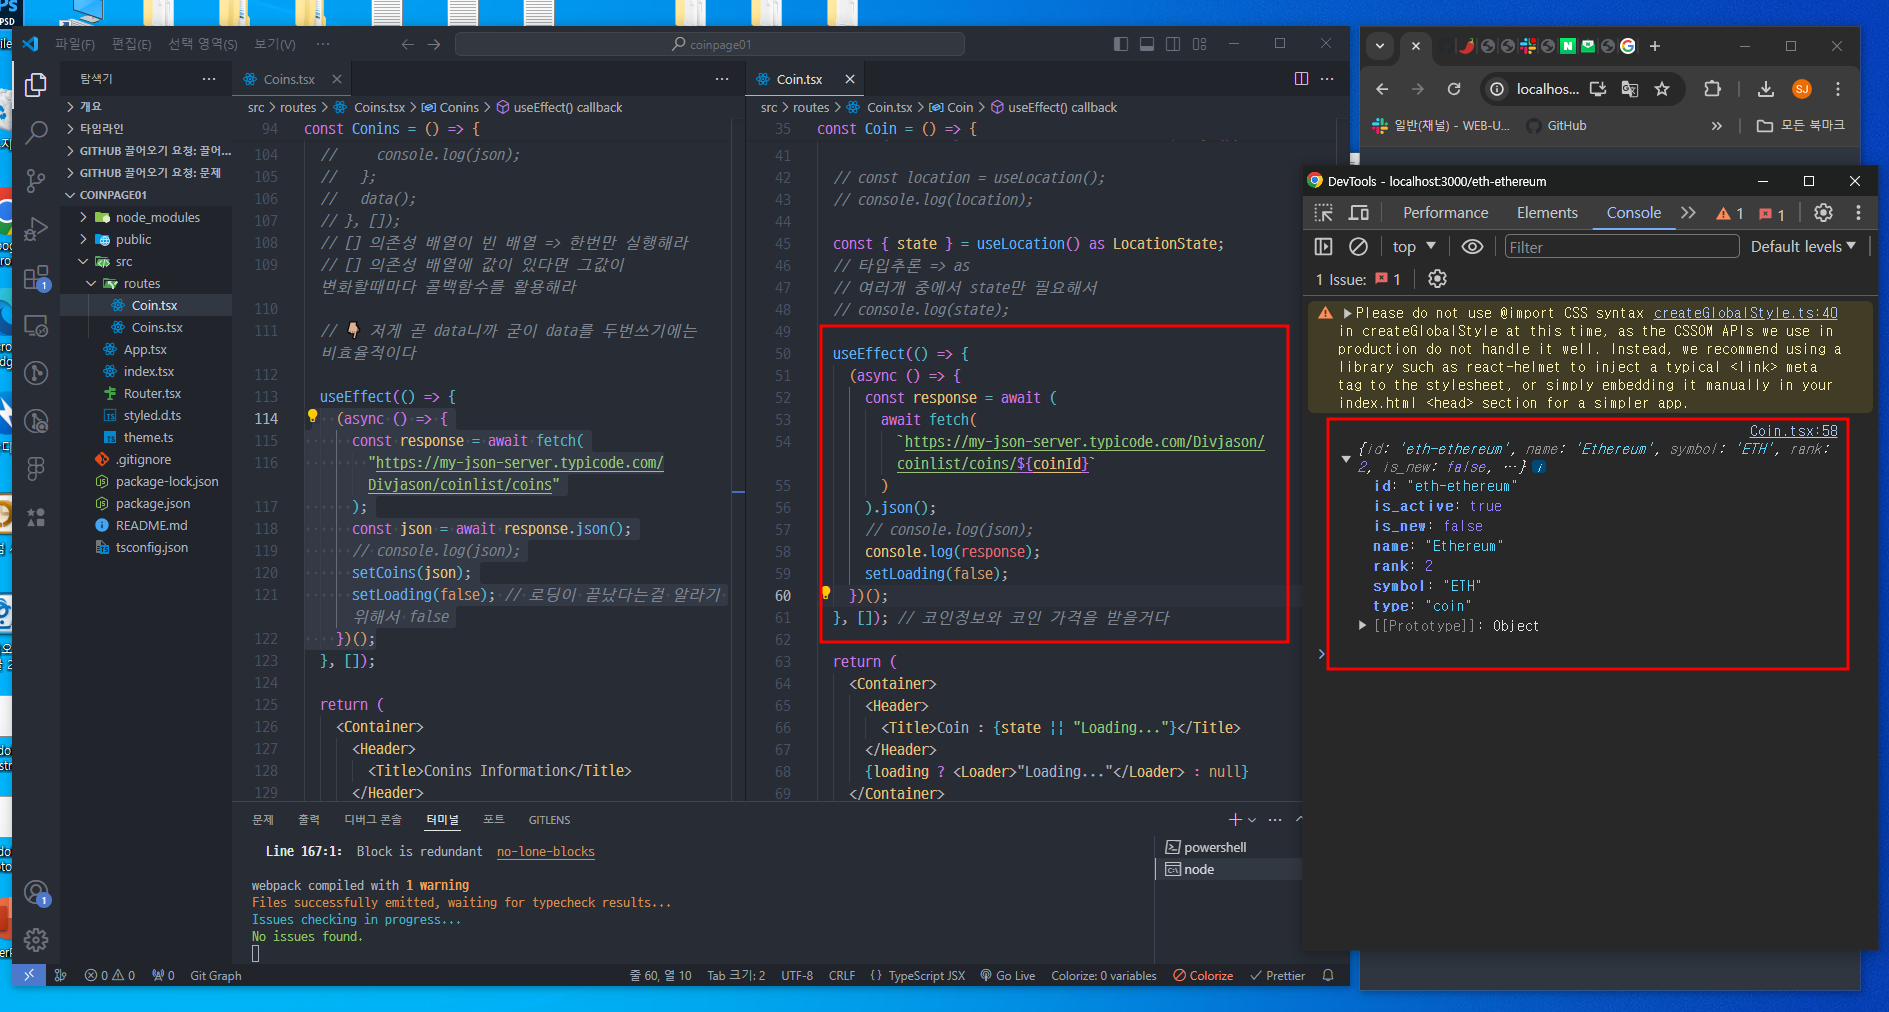 파일(F) 편집(E) 선택 영역(S) 보기(V) ··· coinpage01
탐색기
개요
타임라인
GITHUB 끌어오기 요청: 끌어...
GITHUB 끌어오기 요청: 문제
COINPAGE01
node_modules
public
src
routes
Coin.tsx
Coins.tsx
App.tsx
index.tsx
Router.tsx
styled.d.ts
theme.ts
.gitignore
package-lock.json
package.json
README.md
tsconfig.json
Coins.tsx
src > routes > Coins.tsx > Conins > useEffect() callback
94 const Conins = () => {
104 // console.log(json);
105 // };
106 // data();
107 // }, []);
108 // [] 의존성 배열이 빈 배열 => 한번만 실행해라
109 // [] 의존성 배열에 값이 있다면 그값이
변화할때마다 콜백함수를 활용해라
110
111 // 👇 저게 곧 data니까 굳이 data를 두번쓰기에는
비효율적이다
112
113 useEffect(() => {
114 (async () => {
115 const response = await fetch(
116 "https://my-json-server.typicode.com/
Divjason/coinlist/coins"
117 );
118 const json = await response.json();
119 // console.log(json);
120 setCoins(json);
121 setLoading(false); // 로딩이 끝났다는걸 알라기
위해서 false
122 })();
123 }, []);
124
125 return (
126 <Container>
127 <Header>
128 <Title>Conins Information</Title>
129 </Header>
Coin.tsx
src > routes > Coin.tsx > Coin > useEffect() callback
35 const Coin = () => {
41
42 // const location = useLocation();
43 // console.log(location);
44
45 const { state } = useLocation() as LocationState;
46 // 타입추론 => as
47 // 여러개 중에서 state만 필요해서
48 // console.log(state);
49
50 useEffect(() => {
51 (async () => {
52 const response = await (
53 await fetch(
54 `https://my-json-server.typicode.com/Divjason/
coinlist/coins/${coinId}`
55 )
56 ).json();
57 // console.log(json);
58 console.log(response);
59 setLoading(false);
60 })();
61 }, []); // 코인정보와 코인 가격을 받을거다
62
63 return (
64 <Container>
65 <Header>
66 <Title>Coin : {state || "Loading..."}</Title>
67 </Header>
68 {loading ? <Loader>"Loading..."</Loader> : null}
69 </Container>
문제 출력 디버그 콘솔 터미널 포트 GITLENS
Line 167:1: Block is redundant no-lone-blocks
webpack compiled with 1 warning
Files successfully emitted, waiting for typecheck results...
Issues checking in progress...
No issues found.
powershell
node
0 0 0 Git Graph 줄 60, 열 10 Tab 크기: 2 UTF-8 CRLF {} TypeScript JSX Go Live Colorize: 0 variables Colorize Prettier
localhos...
일반(채널) - WEB-U... GitHub » 모든 북마크
DevTools - localhost:3000/eth-ethereum
Performance Elements Console 1 1
top Filter Default levels
1 Issue: 1
Please do not use @import CSS syntax createGlobalStyle.ts:40
in createGlobalStyle at this time, as the CSSOM APIs we use in
production do not handle it well. Instead, we recommend using a
library such as react-helmet to inject a typical <link> meta
tag to the stylesheet, or simply embedding it manually in your
index.html <head> section for a simpler app.
Coin.tsx:58
{id: 'eth-ethereum', name: 'Ethereum', symbol: 'ETH', rank:
2, is_new: false, …}
id: "eth-ethereum"
is_active: true
is_new: false
name: "Ethereum"
rank: 2
symbol: "ETH"
type: "coin"
[[Prototype]]: Object